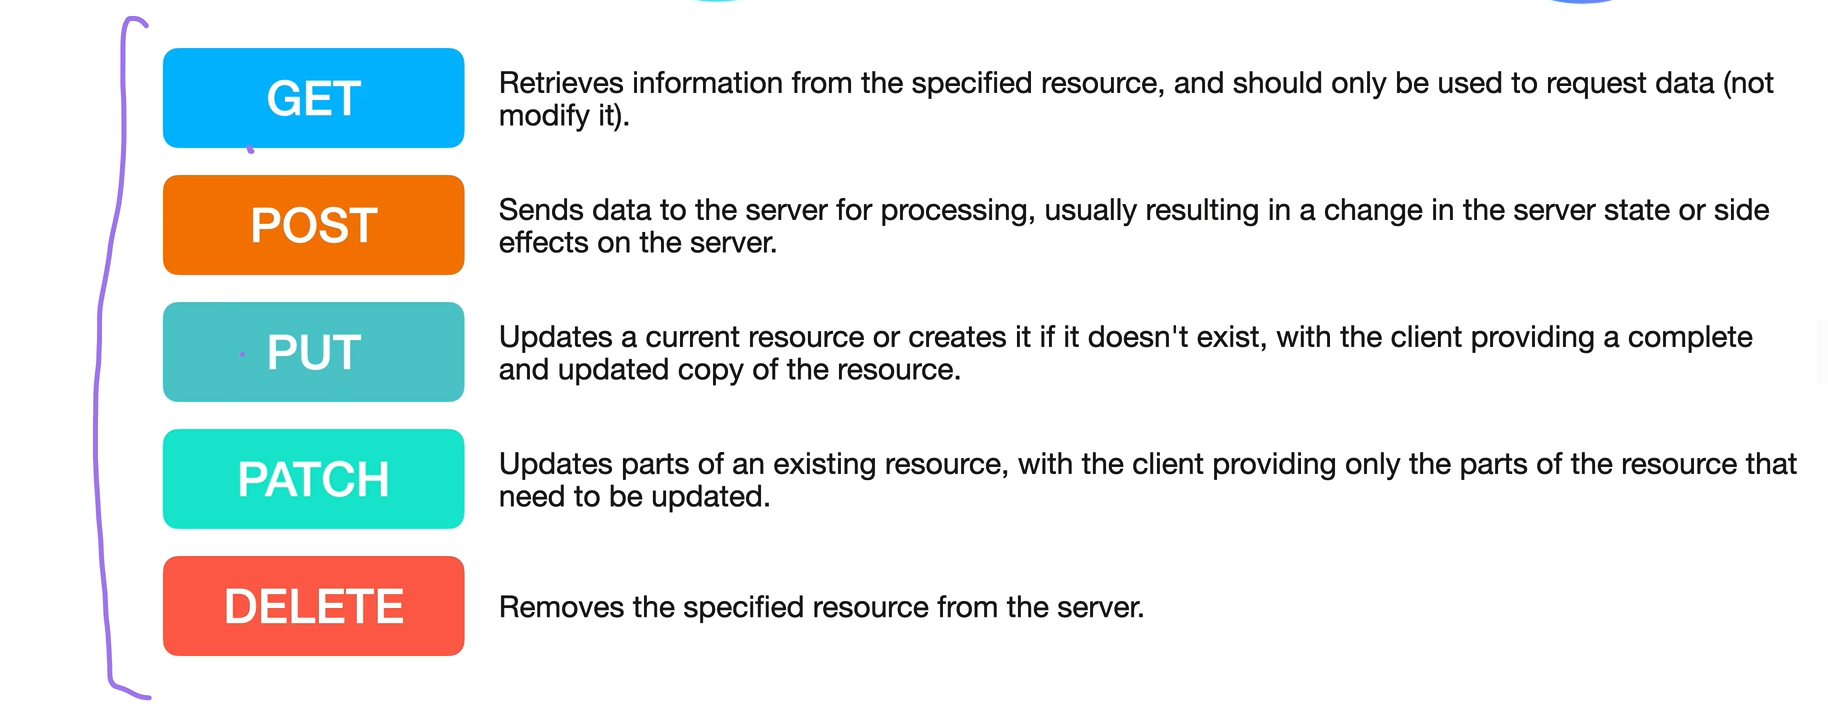 GET
Retrieves information from the specified resource, and should only be used to request data (not
modify it).
POST
Sends data to the server for processing, usually resulting in a change in the server state or side
effects on the server.
PUT
Updates a current resource or creates it if it doesn't exist, with the client providing a complete
and updated copy of the resource.
PATCH
Updates parts of an existing resource, with the client providing only the parts of the resource that
need to be updated.
DELETE
Removes the specified resource from the server.